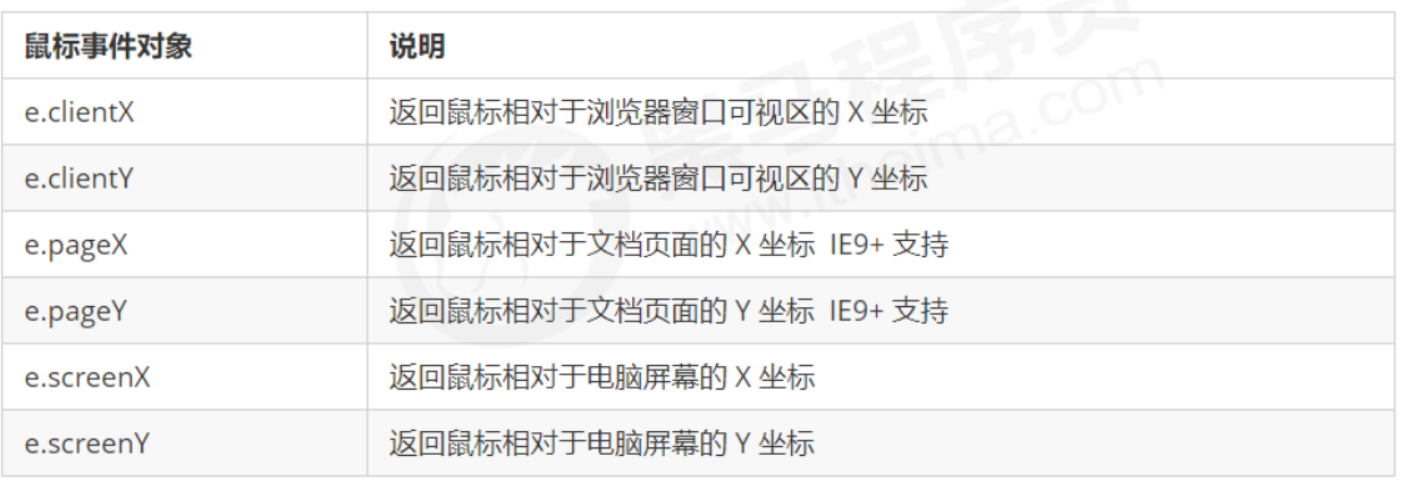 鼠标事件对象 说明
e.clientX 返回鼠标相对于浏览器窗口可视区的 X 坐标
e.clientY 返回鼠标相对于浏览器窗口可视区的 Y 坐标
e.pageX 返回鼠标相对于文档页面的 X 坐标 IE9+ 支持
e.pageY 返回鼠标相对于文档页面的 Y 坐标 IE9+ 支持
e.screenX 返回鼠标相对于电脑屏幕的 X 坐标
e.screenY 返回鼠标相对于电脑屏幕的 Y 坐标
黑马程序员
www.itheima.com